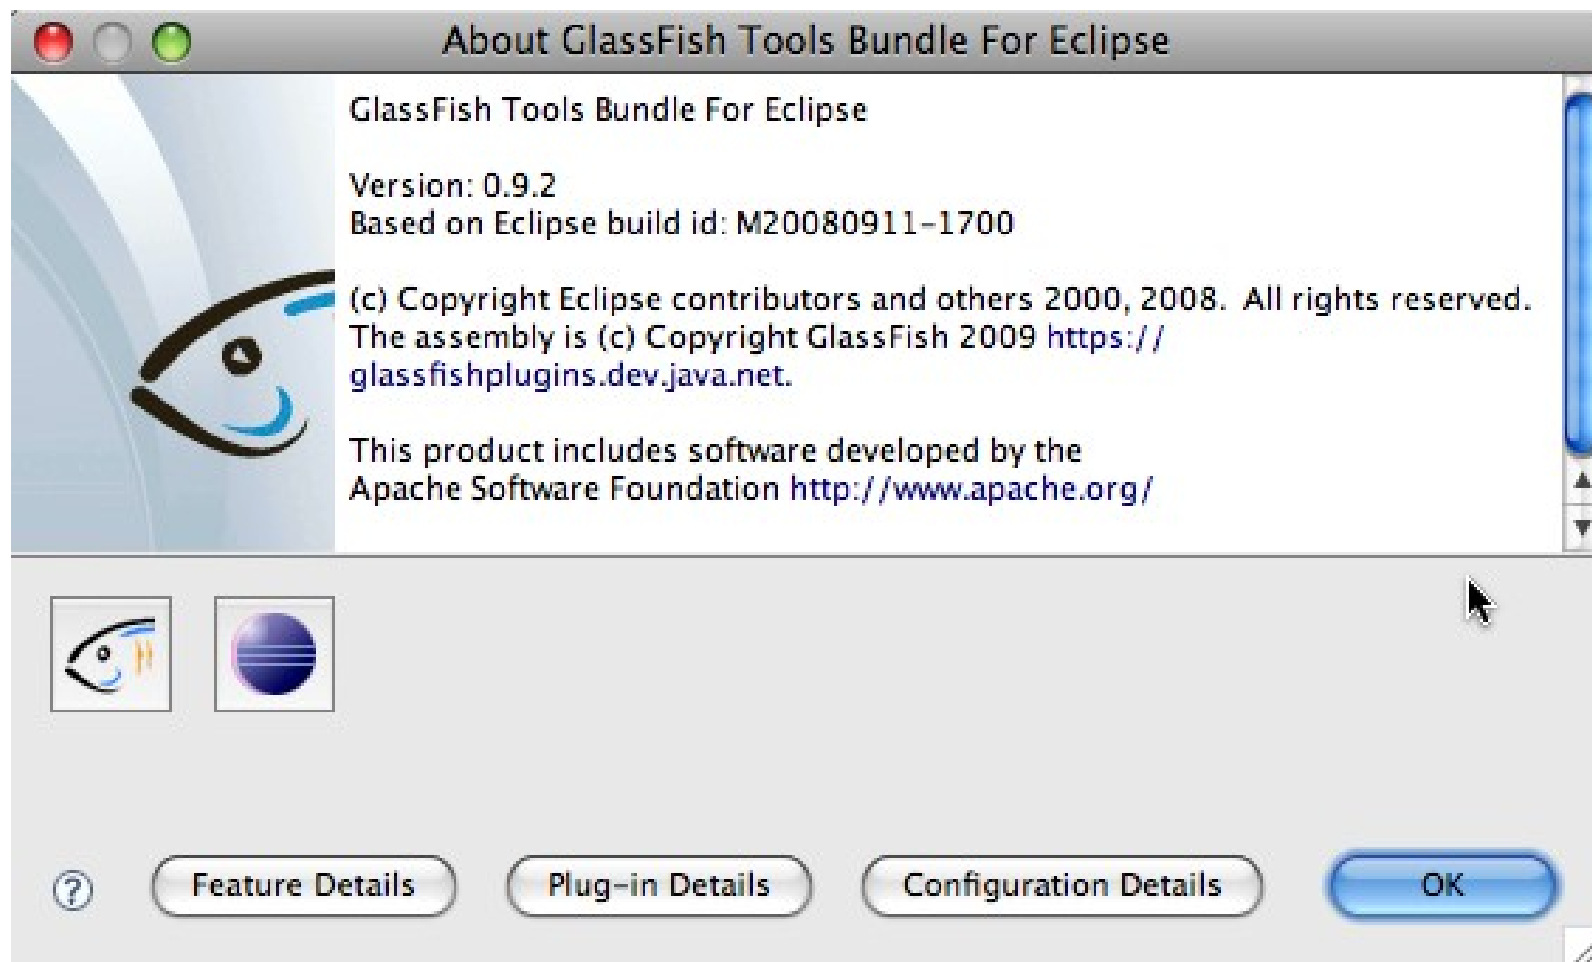 About GlassFish Tools Bundle For Eclipse
GlassFish Tools Bundle For Eclipse
Version: 0.9.2
Based on Eclipse build id: M20080911-1700
(c) Copyright Eclipse contributors and others 2000, 2008.  All rights reserved.
The assembly is (c) Copyright GlassFish 2009 https://
glassfishplugins.dev.java.net.
This product includes software developed by the
Apache Software Foundation http://www.apache.org/
? Feature Details Plug-in Details Configuration Details OK